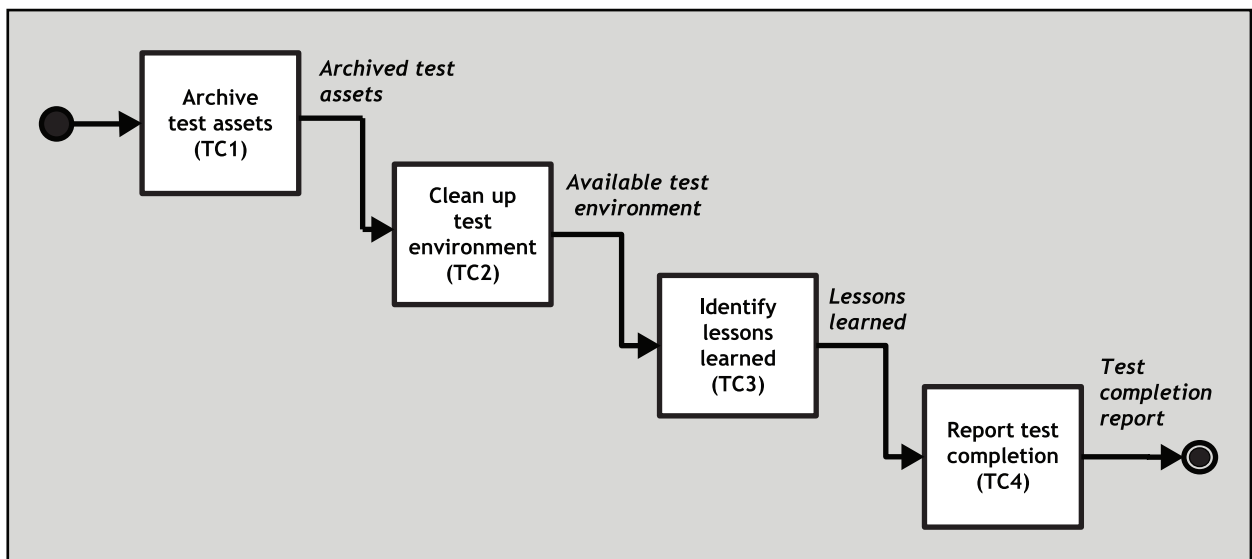 Archive
test assets
(TC1)
Archived test
assets
Clean up
test
environment
(TC2)
Available test
environment
Identify
lessons
learned
(TC3)
Lessons
learned
Report test
completion
(TC4)
Test
completion
report